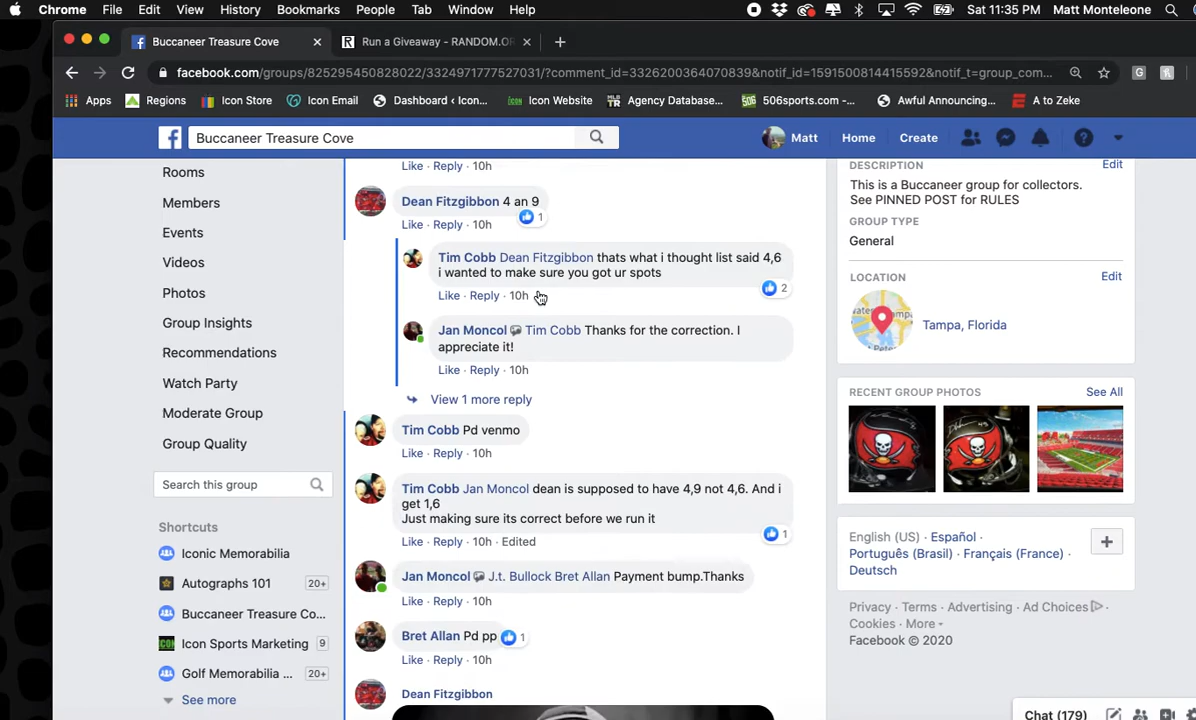 Chrome File Edit View History Bookmarks People Tab Window Help Sat 11:35 PM Matt Monteleone
Buccaneer Treasure Cove Run a Giveaway - RANDOM.OR
facebook.com/groups/825295450828022/3324971777527031/?comment_id=3326200364070839&notif_id=1591500814415592&notif_t=group_com...
Apps Regions Icon Store Icon Email Dashboard ‹ Icon... Icon Website Agency Database... 506sports.com -... Awful Announcing... A to Zeke
Buccaneer Treasure Cove Matt Home Create
Rooms
Members
Events
Videos
Photos
Group Insights
Recommendations
Watch Party
Moderate Group
Group Quality
Search this group
Shortcuts
Iconic Memorabilia
Autographs 101 20+
Buccaneer Treasure Co...
Icon Sports Marketing 9
Golf Memorabilia ... 20+
See more
Like · Reply · 10h
Dean Fitzgibbon 4 an 9
1
Like · Reply · 10h
Tim Cobb Dean Fitzgibbon thats what i thought list said 4,6
i wanted to make sure you got ur spots
2
Like · Reply · 10h
Jan Moncol Tim Cobb Thanks for the correction. I
appreciate it!
Like · Reply · 10h
View 1 more reply
Tim Cobb Pd venmo
Like · Reply · 10h
Tim Cobb Jan Moncol dean is supposed to have 4,9 not 4,6. And i
get 1,6
Just making sure its correct before we run it
1
Like · Reply · 10h · Edited
Jan Moncol J.t. Bullock Bret Allan Payment bump.Thanks
Like · Reply · 10h
Bret Allan Pd pp 1
Like · Reply · 10h
Dean Fitzgibbon
DESCRIPTION Edit
This is a Buccaneer group for collectors.
See PINNED POST for RULES
GROUP TYPE
General
LOCATION Edit
Tampa, Florida
RECENT GROUP PHOTOS See All
English (US) · Español ·
Português (Brasil) · Français (France) ·
Deutsch
Privacy · Terms · Advertising · Ad Choices ·
Cookies · More
Facebook © 2020
Chat (179)